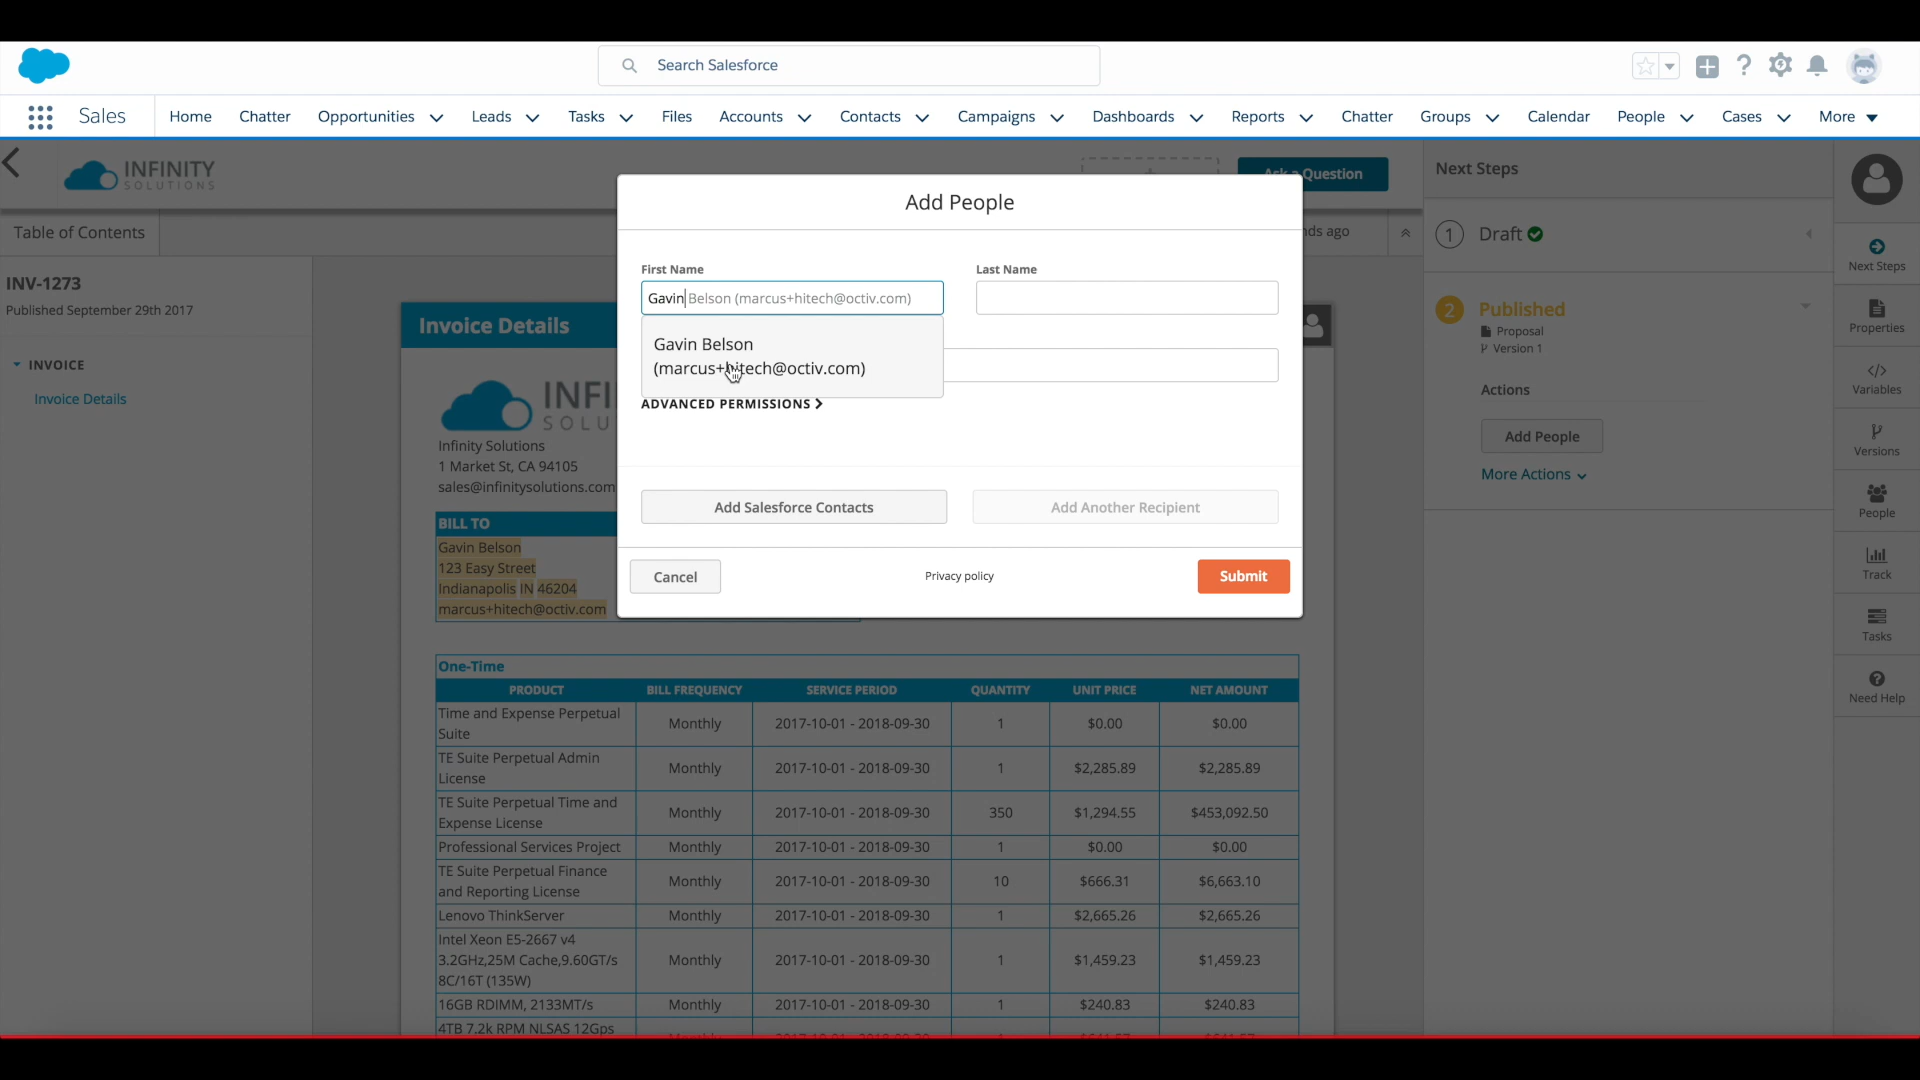 Search Salesforce
Sales
Home
Chatter
Opportunities
Leads
Tasks
Files
Accounts
Contacts
Campaigns
Dashboards
Reports
Chatter
Groups
Calendar
People
Cases
More
INFINITY
SOLUTIONS
Question
Next Steps
Table of Contents
nds ago
1 Draft
INV-1273
Published September 29th 2017
INVOICE
Invoice Details
Add People
First Name
Last Name
Gavin Belson (marcus+hitech@octiv.com)
Gavin Belson
(marcus+hitech@octiv.com)
ADVANCED PERMISSIONS
Add Salesforce Contacts
Add Another Recipient
Cancel
Privacy policy
Submit
Invoice Details
INFI
SOLU
Infinity Solutions
1 Market St, CA 94105
sales@infinitysolutions.com
BILL TO
Gavin Belson
123 Easy Street
Indianapolis IN 46204
marcus+hitech@octiv.com
One-Time
PRODUCT BILL FREQUENCY SERVICE PERIOD QUANTITY UNIT PRICE NET AMOUNT
Time and Expense Perpetual
Suite
Monthly 2017-10-01 - 2018-09-30 1 $0.00 $0.00
TE Suite Perpetual Admin
License
Monthly 2017-10-01 - 2018-09-30 1 $2,285.89 $2,285.89
TE Suite Perpetual Time and
Expense License
Monthly 2017-10-01 - 2018-09-30 350 $1,294.55 $453,092.50
Professional Services Project Monthly 2017-10-01 - 2018-09-30 1 $0.00 $0.00
TE Suite Perpetual Finance
and Reporting License
Monthly 2017-10-01 - 2018-09-30 10 $666.31 $6,663.10
Lenovo ThinkServer Monthly 2017-10-01 - 2018-09-30 1 $2,665.26 $2,665.26
Intel Xeon E5-2667 v4
3.2GHz,25M Cache,9.60GT/s
8C/16T (135W)
Monthly 2017-10-01 - 2018-09-30 1 $1,459.23 $1,459.23
16GB RDIMM, 2133MT/s Monthly 2017-10-01 - 2018-09-30 1 $240.83 $240.83
4TB 7.2k RPM NLSAS 12Gps
2 Published
Proposal
Version 1
Actions
Add People
More Actions
Next Steps
Properties
Variables
Versions
People
Track
Tasks
Need Help